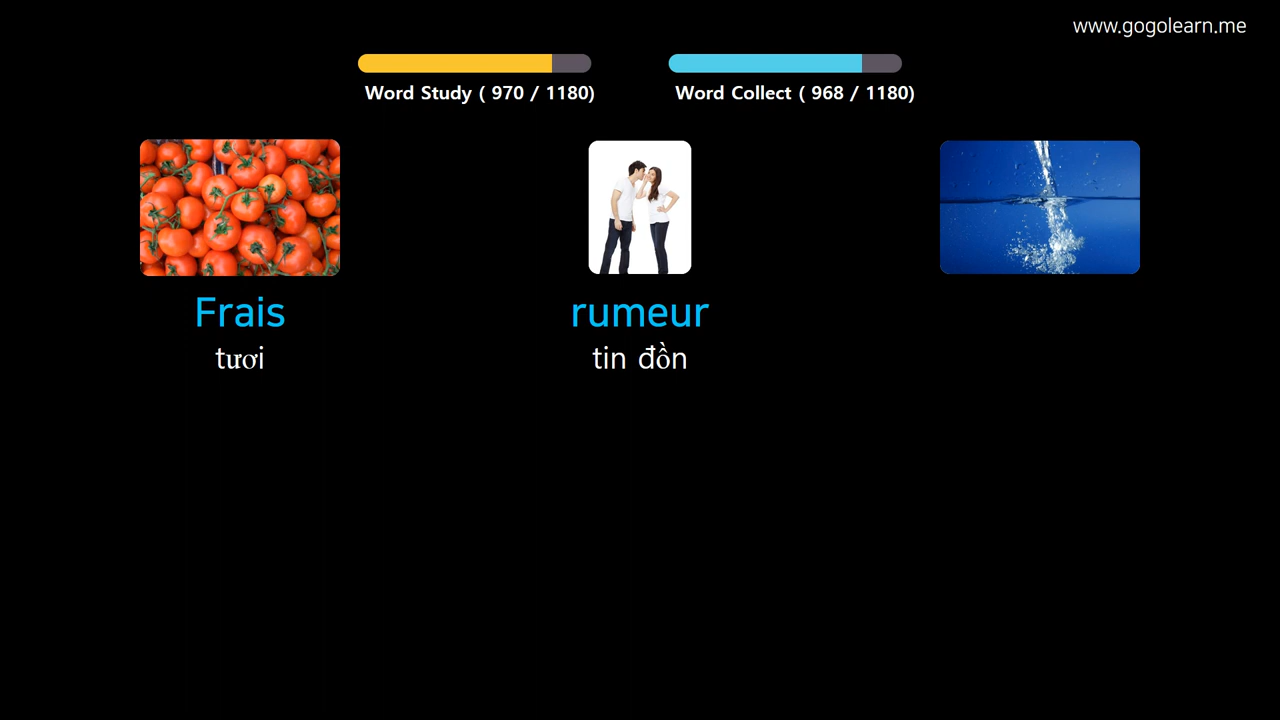 www.gogolearn.me
Word Study ( 970 / 1180)
Word Collect ( 968 / 1180)
Frais
tươi
rumeur
tin đồn